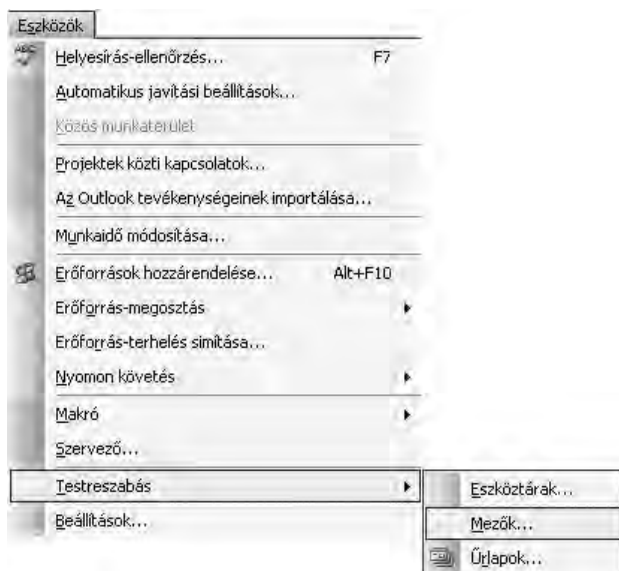 Eszközök
ABC
Helyesírás-ellenőrzés... F7
Automatikus javítási beállítások...
Közös munkaterület
Projektek közti kapcsolatok...
Az Outlook tevékenységeinek importálása...
Munkaidő módosítása...
Erőforrások hozzárendelése... Alt+F10
Erőforrás-megosztás
Erőforrás-terhelés simítása...
Nyomon követés
Makró
Szervező...
Testreszabás
Eszköztárak...
Beállítások...
Mezők...
Űrlapok...